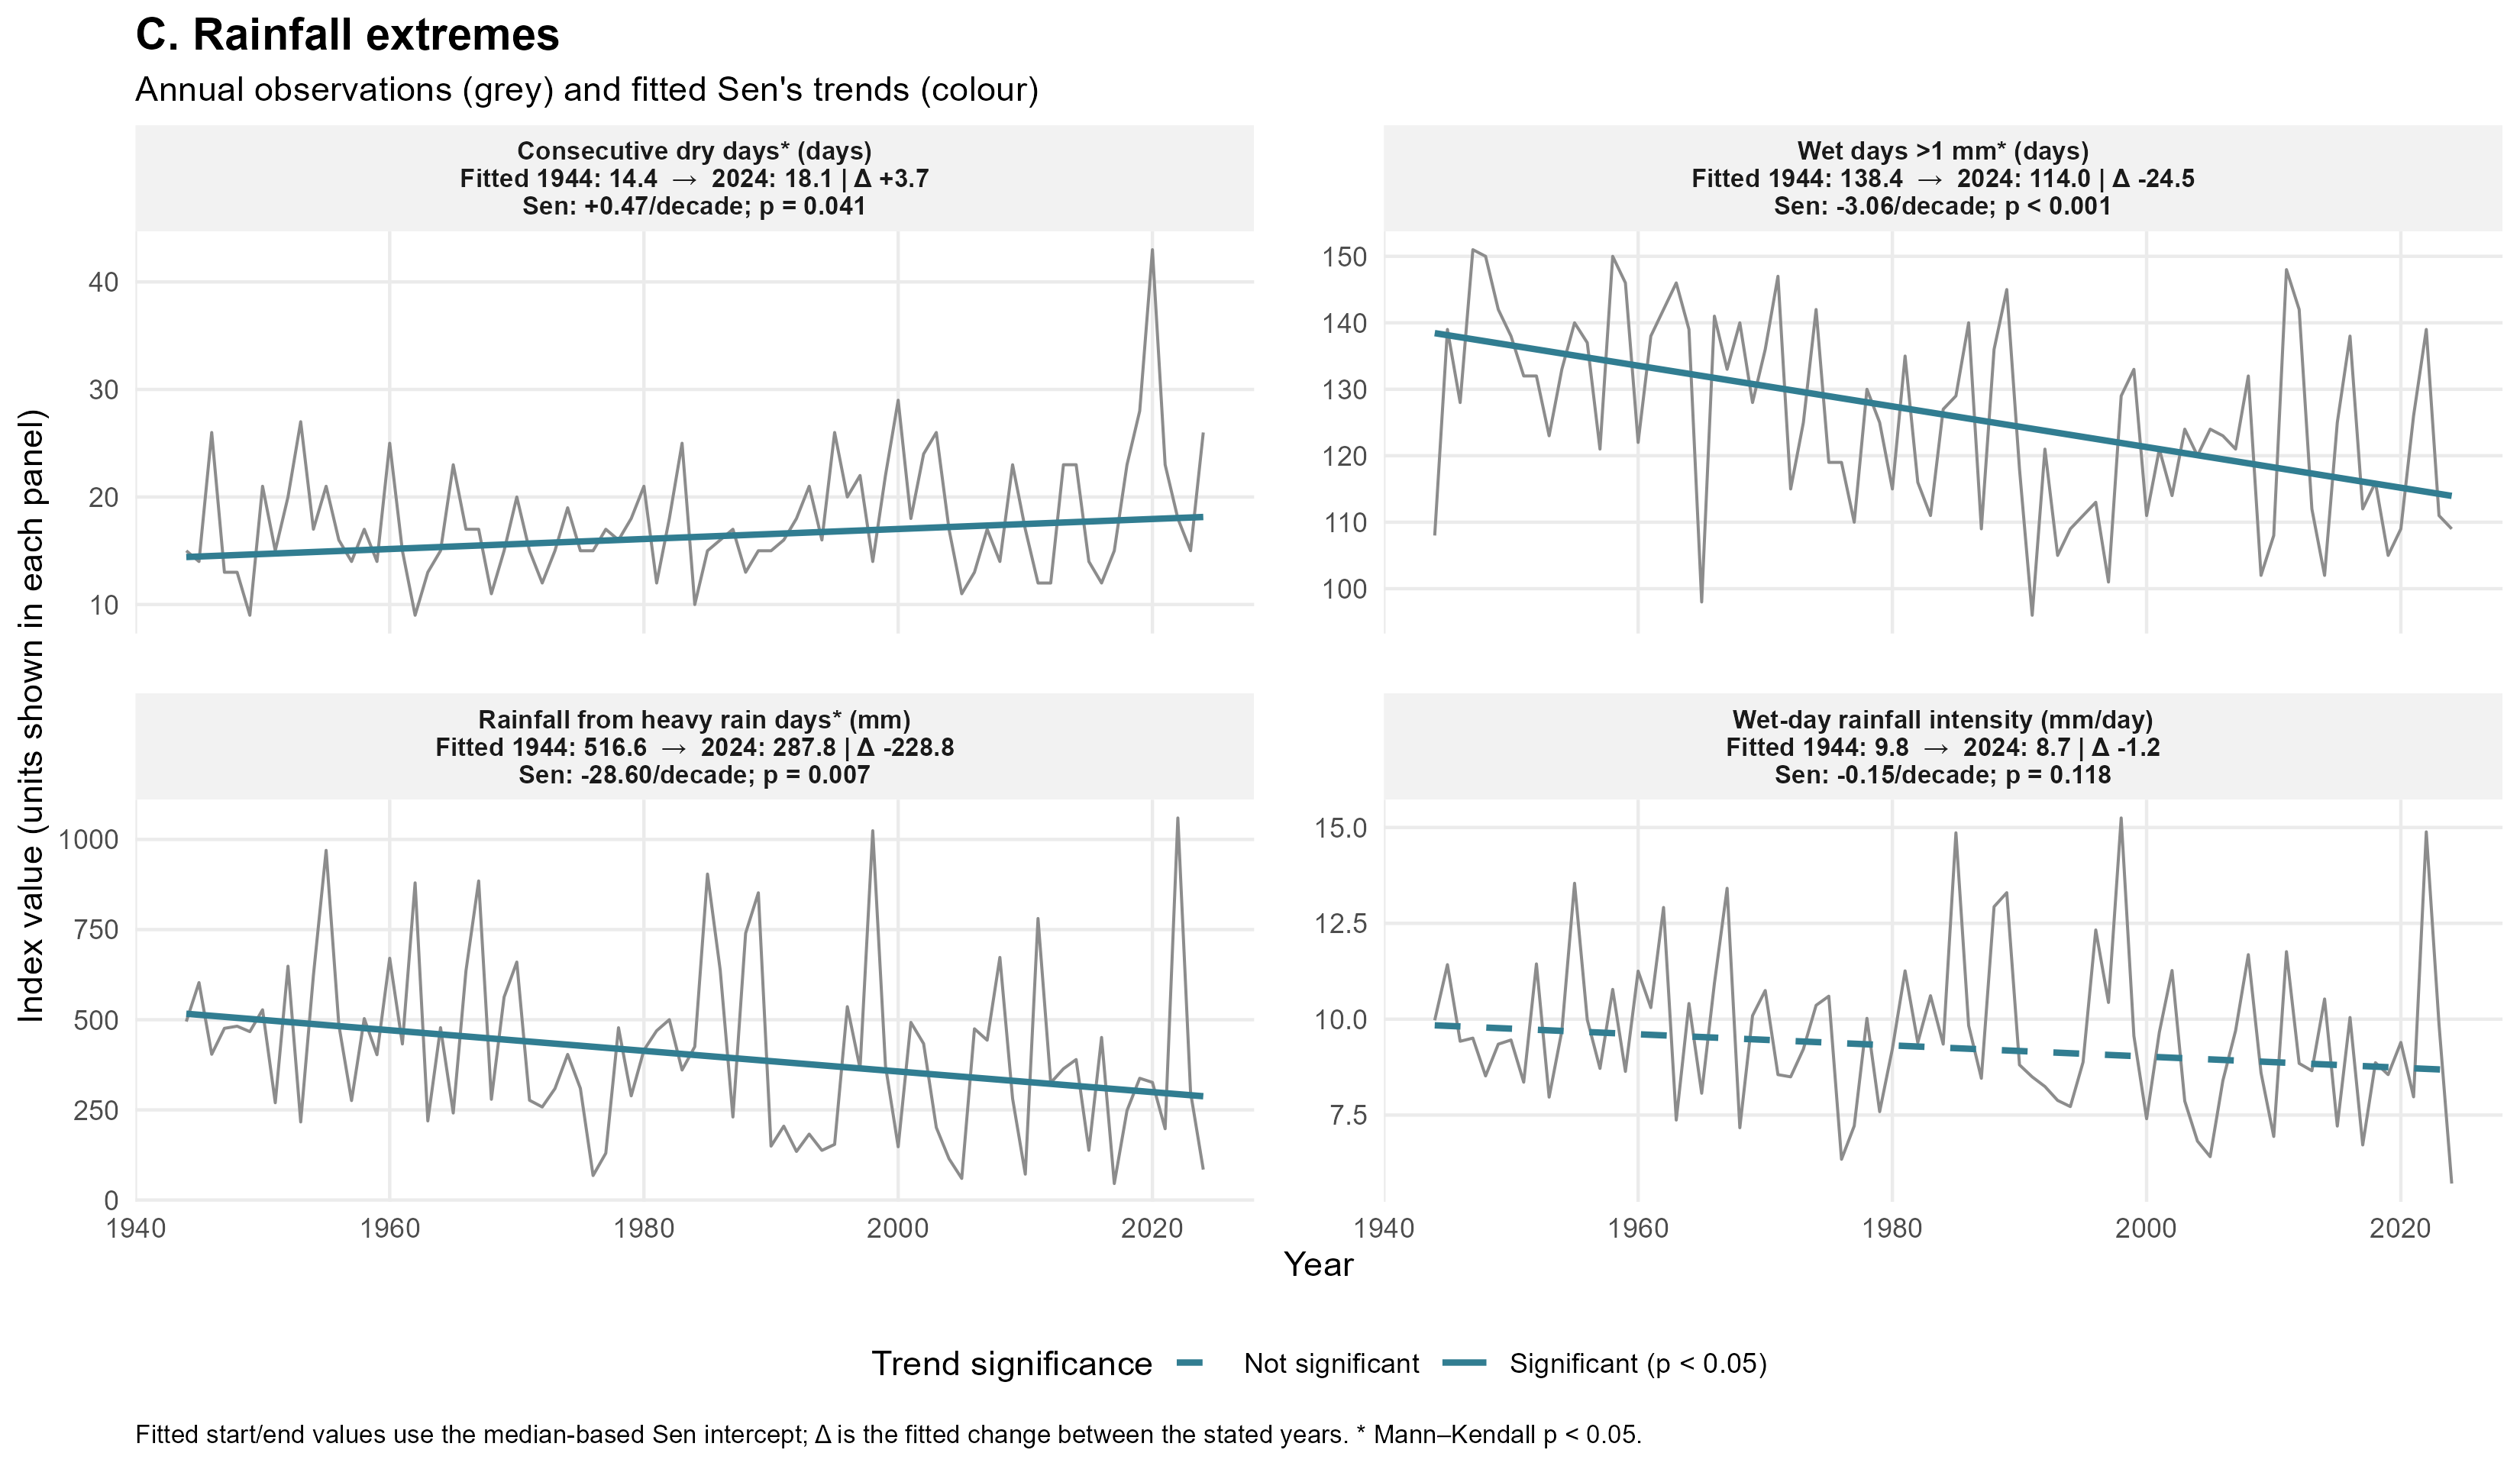 C. Rainfall extremes
Annual observations (grey) and fitted Sen's trends (colour)
Consecutive dry days* (days)
Fitted 1944: 14.4 → 2024: 18.1 | Δ +3.7
Sen: +0.47/decade; p = 0.041
40
30
20
10
Wet days >1 mm* (days)
Fitted 1944: 138.4 → 2024: 114.0 | Δ -24.5
Sen: -3.06/decade; p < 0.001
150
140
130
120
110
100
Index value (units shown in each panel)
Rainfall from heavy rain days* (mm)
Fitted 1944: 516.6 → 2024: 287.8 | Δ -228.8
Sen: -28.60/decade; p = 0.007
1000
750
500
250
0
1940 1960 1980 2000 2020
Wet-day rainfall intensity (mm/day)
Fitted 1944: 9.8 → 2024: 8.7 | Δ -1.2
Sen: -0.15/decade; p = 0.118
15.0
12.5
10.0
7.5
1940 1960 1980 2000 2020
Year
Trend significance Not significant Significant (p < 0.05)
Fitted start/end values use the median-based Sen intercept; Δ is the fitted change between the stated years. * Mann–Kendall p < 0.05.